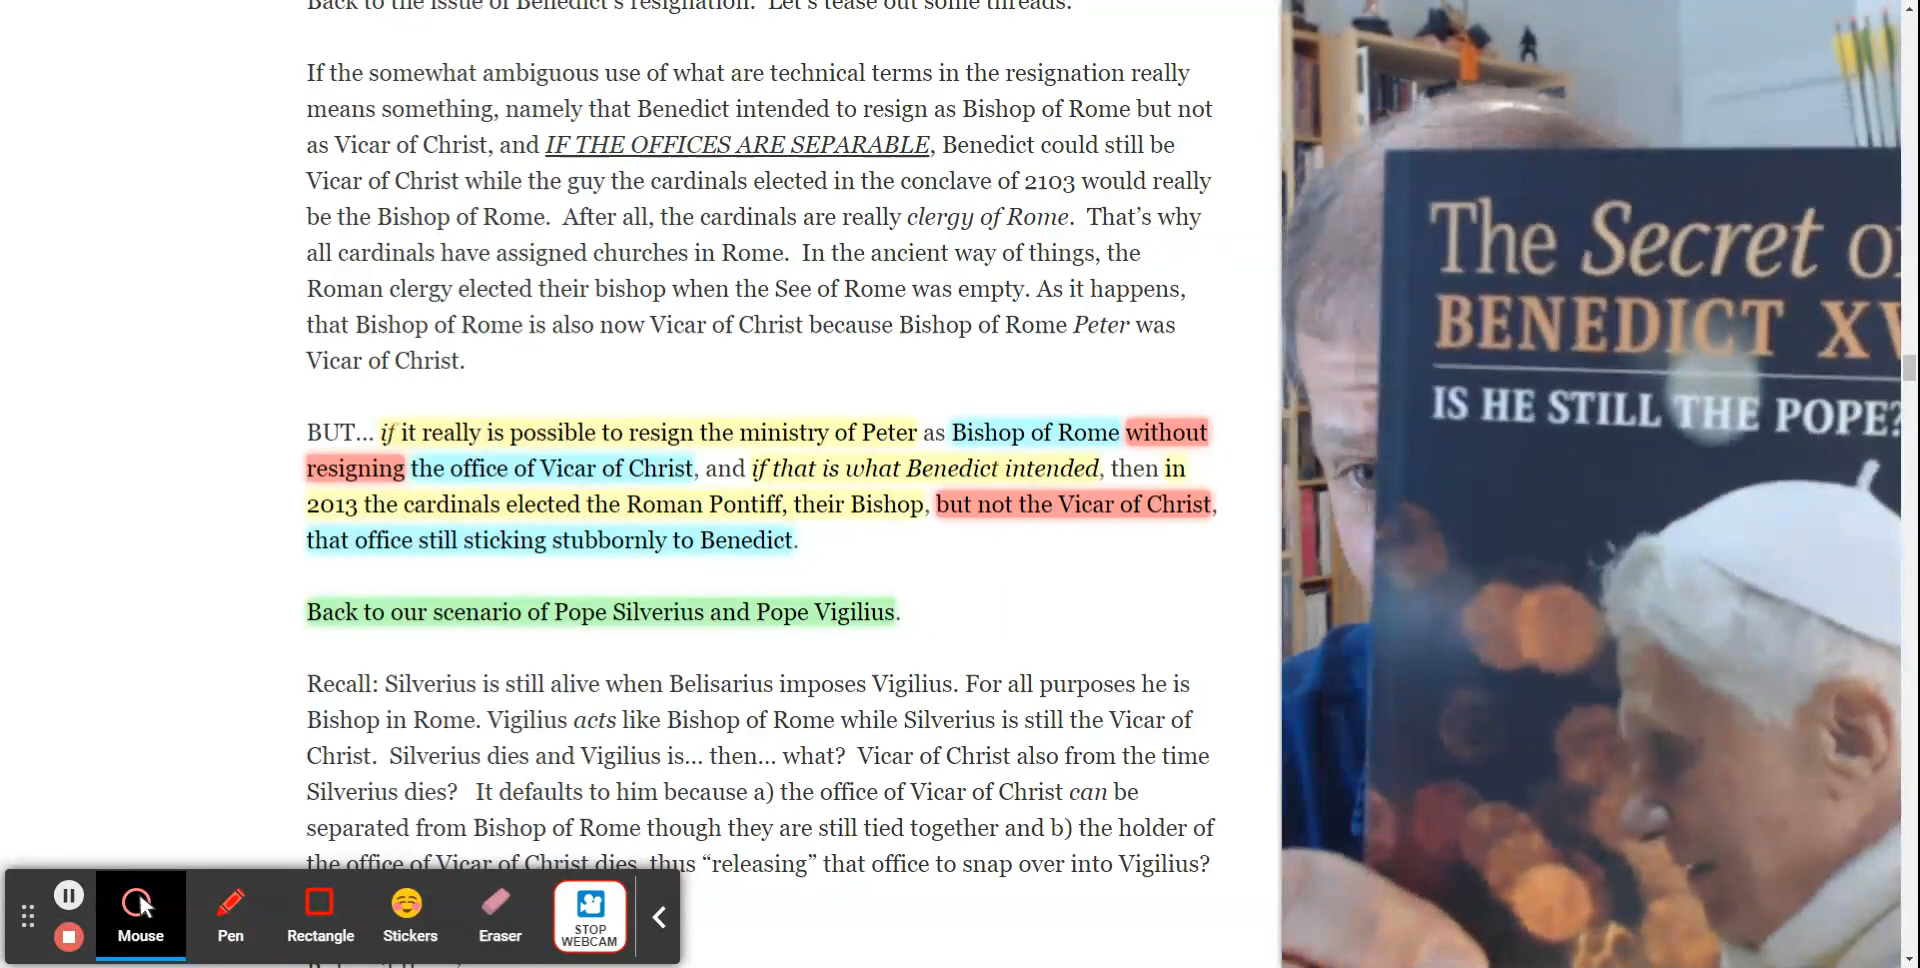 Back to the issue of Benedict's resignation.  Let's tease out some threads.
If the somewhat ambiguous use of what are technical terms in the resignation really
means something, namely that Benedict intended to resign as Bishop of Rome but not
as Vicar of Christ, and IF THE OFFICES ARE SEPARABLE, Benedict could still be
Vicar of Christ while the guy the cardinals elected in the conclave of 2103 would really
be the Bishop of Rome.  After all, the cardinals are really clergy of Rome.  That's why
all cardinals have assigned churches in Rome.  In the ancient way of things, the
Roman clergy elected their bishop when the See of Rome was empty. As it happens,
that Bishop of Rome is also now Vicar of Christ because Bishop of Rome Peter was
Vicar of Christ.
BUT... if it really is possible to resign the ministry of Peter as Bishop of Rome without
resigning the office of Vicar of Christ, and if that is what Benedict intended, then in
2013 the cardinals elected the Roman Pontiff, their Bishop, but not the Vicar of Christ,
that office still sticking stubbornly to Benedict.
Back to our scenario of Pope Silverius and Pope Vigilius.
Recall: Silverius is still alive when Belisarius imposes Vigilius. For all purposes he is
Bishop in Rome. Vigilius acts like Bishop of Rome while Silverius is still the Vicar of
Christ.  Silverius dies and Vigilius is... then... what?  Vicar of Christ also from the time
Silverius dies?   It defaults to him because a) the office of Vicar of Christ can be
separated from Bishop of Rome though they are still tied together and b) the holder of
the office of Vicar of Christ dies, thus "releasing" that office to snap over into Vigilius?
Mouse
Pen
Rectangle
Stickers
Eraser
STOP
WEBCAM
The Secret
BENEDICT XV
IS HE STILL THE POPE?